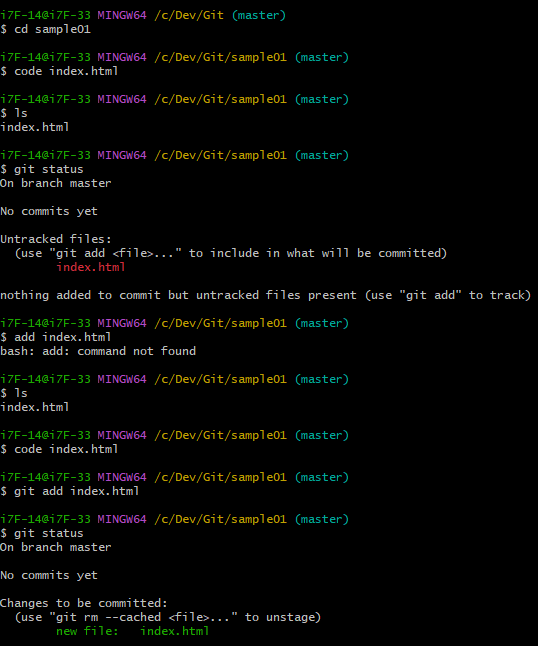 i7F-14@i7F-33 MINGW64 /c/Dev/Git (master)
$ cd sample01
i7F-14@i7F-33 MINGW64 /c/Dev/Git/sample01 (master)
$ code index.html
i7F-14@i7F-33 MINGW64 /c/Dev/Git/sample01 (master)
$ ls
index.html
i7F-14@i7F-33 MINGW64 /c/Dev/Git/sample01 (master)
$ git status
On branch master
No commits yet
Untracked files:
(use "git add <file>..." to include in what will be committed)
index.html
nothing added to commit but untracked files present (use "git add" to track)
i7F-14@i7F-33 MINGW64 /c/Dev/Git/sample01 (master)
$ add index.html
bash: add: command not found
i7F-14@i7F-33 MINGW64 /c/Dev/Git/sample01 (master)
$ ls
index.html
i7F-14@i7F-33 MINGW64 /c/Dev/Git/sample01 (master)
$ code index.html
i7F-14@i7F-33 MINGW64 /c/Dev/Git/sample01 (master)
$ git add index.html
i7F-14@i7F-33 MINGW64 /c/Dev/Git/sample01 (master)
$ git status
On branch master
No commits yet
Changes to be committed:
(use "git rm --cached <file>..." to unstage)
new file:   index.html